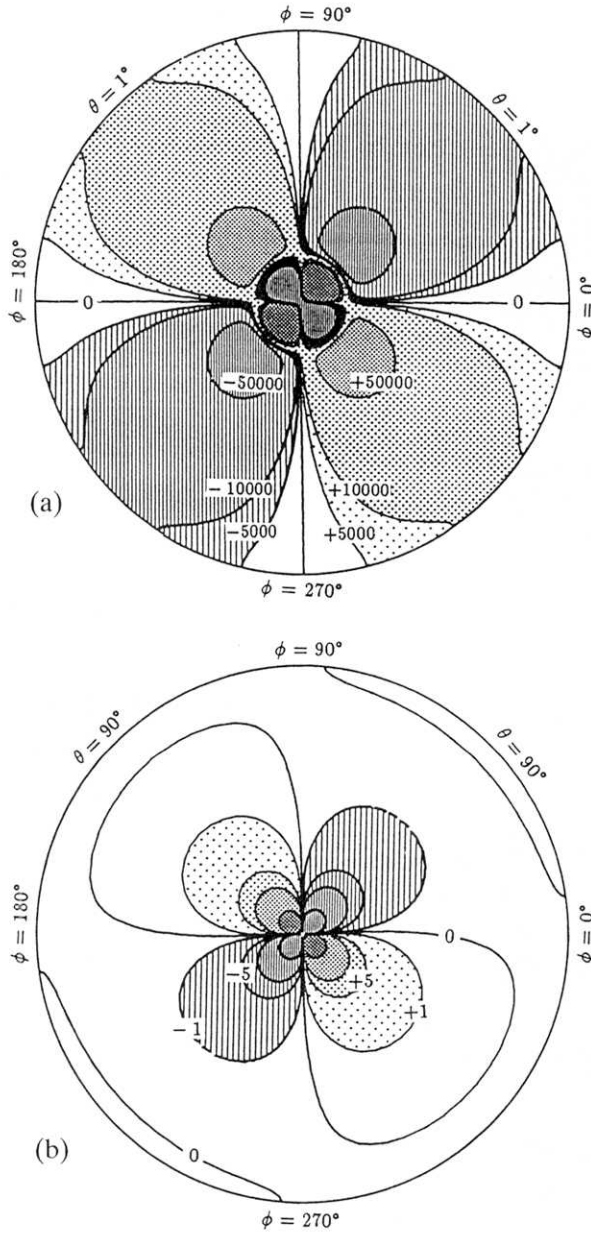 ϕ = 90°
θ = 1°
θ = 1°
ϕ = 180°
0
0
ϕ = 0°
−50000
+50000
−10000
+10000
−5000
+5000
(a)
ϕ = 270°
ϕ = 90°
θ = 90°
θ = 90°
ϕ = 180°
0
ϕ = 0°
−5
+5
−1
+1
(b)
0
ϕ = 270°